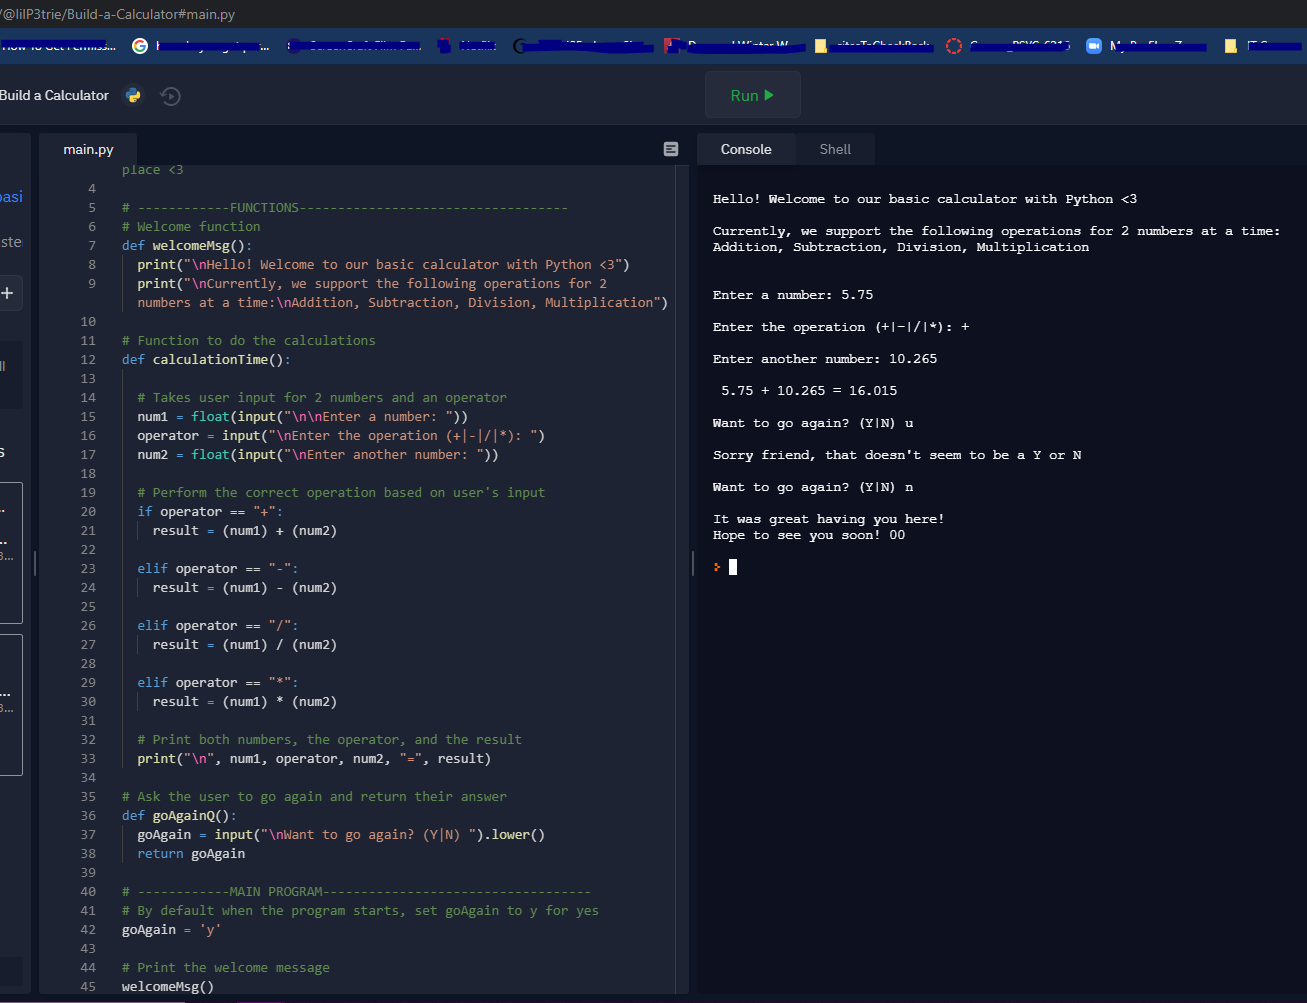 /@lilP3trie/Build-a-Calculator#main.py
Build a Calculator
Run
main.py
place <3
4
5 # ------------FUNCTIONS-----------------------------------
6 # Welcome function
7 def welcomeMsg():
8 print("\nHello! Welcome to our basic calculator with Python <3")
9 print("\nCurrently, we support the following operations for 2
numbers at a time:\nAddition, Subtraction, Division, Multiplication")
10
11 # Function to do the calculations
12 def calculationTime():
13
14 # Takes user input for 2 numbers and an operator
15 num1 = float(input("\n\nEnter a number: "))
16 operator = input("\nEnter the operation (+|-|/|*): ")
17 num2 = float(input("\nEnter another number: "))
18
19 # Perform the correct operation based on user's input
20 if operator == "+":
21 result = (num1) + (num2)
22
23 elif operator == "-":
24 result = (num1) - (num2)
25
26 elif operator == "/":
27 result = (num1) / (num2)
28
29 elif operator == "*":
30 result = (num1) * (num2)
31
32 # Print both numbers, the operator, and the result
33 print("\n", num1, operator, num2, "=", result)
34
35 # Ask the user to go again and return their answer
36 def goAgainQ():
37 goAgain = input("\nWant to go again? (Y|N) ").lower()
38 return goAgain
39
40 # ------------MAIN PROGRAM-----------------------------------
41 # By default when the program starts, set goAgain to y for yes
42 goAgain = 'y'
43
44 # Print the welcome message
45 welcomeMsg()
Console Shell
Hello! Welcome to our basic calculator with Python <3
Currently, we support the following operations for 2 numbers at a time:
Addition, Subtraction, Division, Multiplication
Enter a number: 5.75
Enter the operation (+|-|/|*): +
Enter another number: 10.265
5.75 + 10.265 = 16.015
Want to go again? (Y|N) u
Sorry friend, that doesn't seem to be a Y or N
Want to go again? (Y|N) n
It was great having you here!
Hope to see you soon! 00